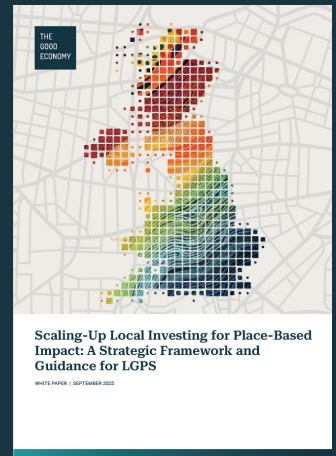 THE
GOOD
ECONOMY
Scaling-Up Local Investing for Place-Based
Impact: A Strategic Framework and
Guidance for LGPS
WHITE PAPER | SEPTEMBER 2025